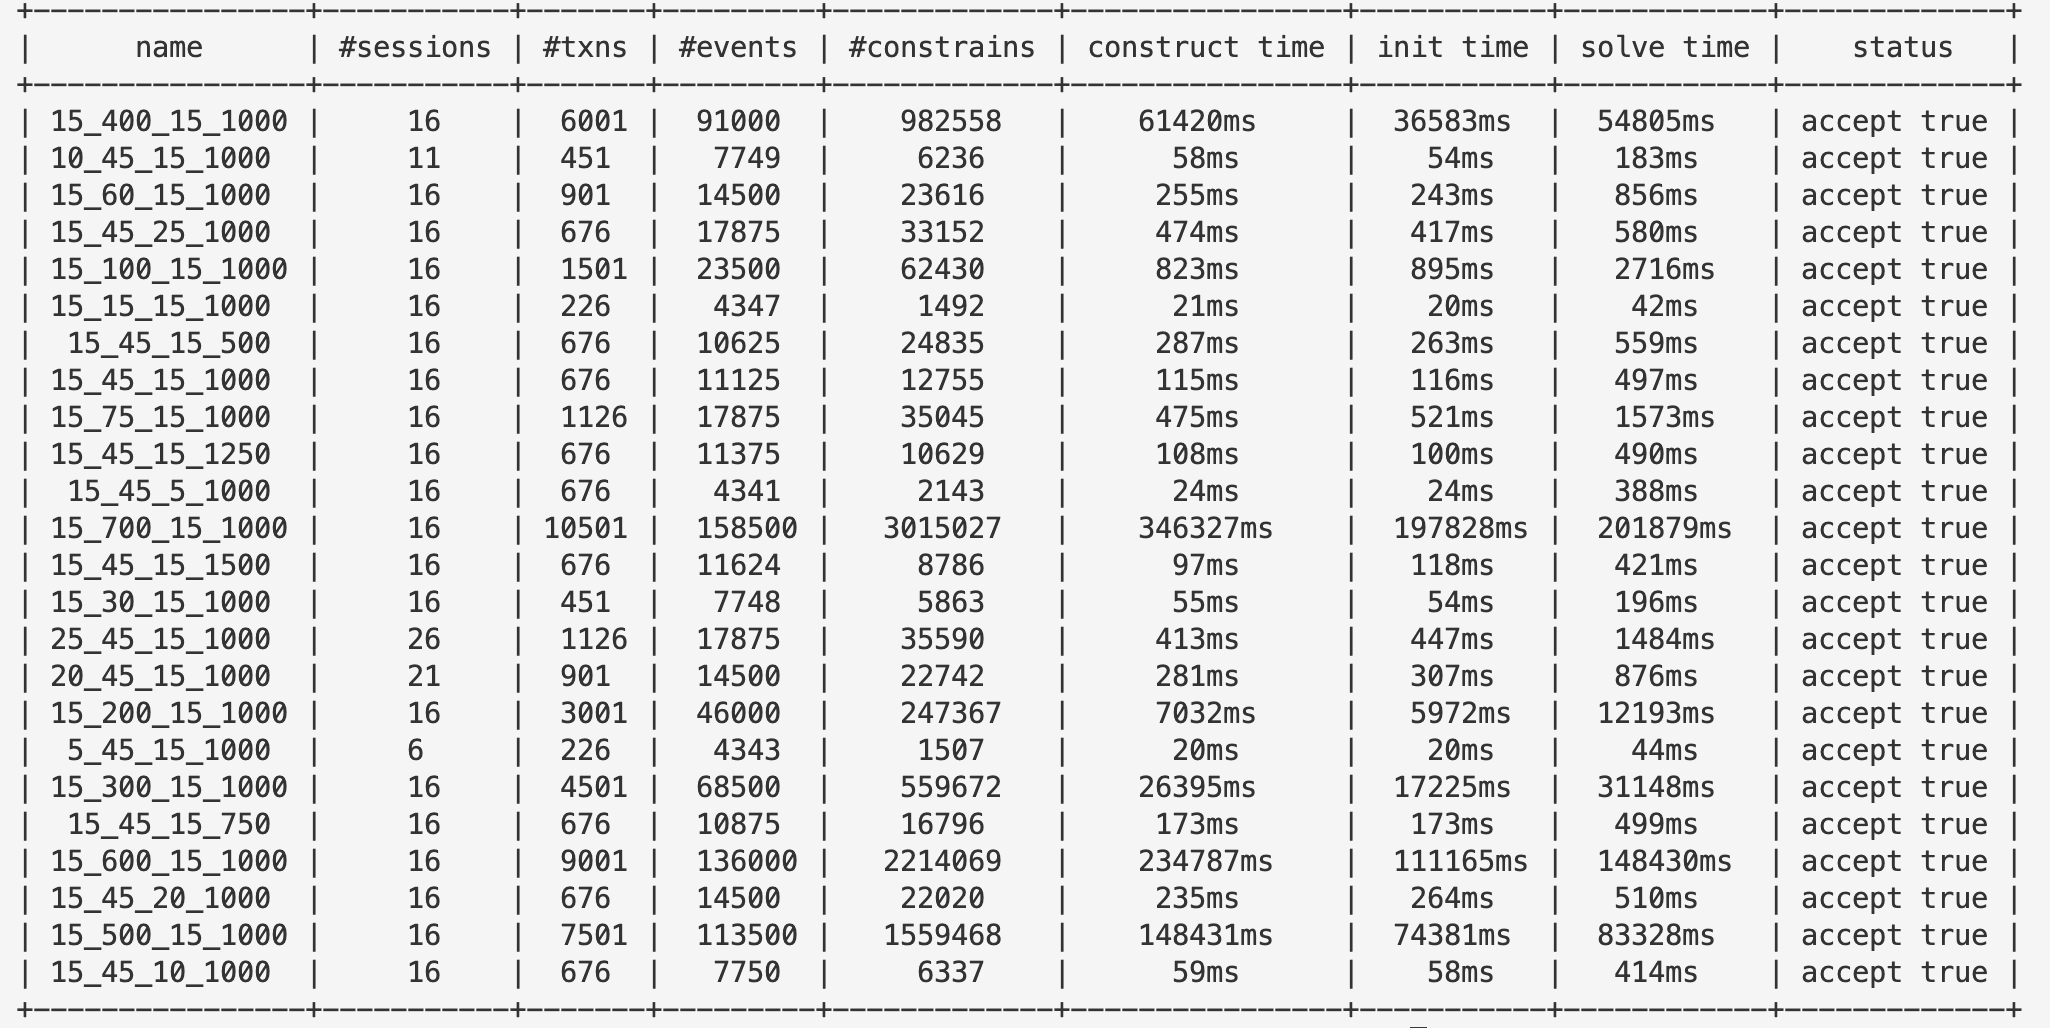 +----------------+-----------+-------+---------+-------------+----------------+-----------+------------+-------------+
| name | #sessions | #txns | #events | #constrains | construct time | init time | solve time | status |
+----------------+-----------+-------+---------+-------------+----------------+-----------+------------+-------------+
| 15_400_15_1000 | 16 | 6001 | 91000 | 982558 | 61420ms | 36583ms | 54805ms | accept true |
| 10_45_15_1000 | 11 | 451 | 7749 | 6236 | 58ms | 54ms | 183ms | accept true |
| 15_60_15_1000 | 16 | 901 | 14500 | 23616 | 255ms | 243ms | 856ms | accept true |
| 15_45_25_1000 | 16 | 676 | 17875 | 33152 | 474ms | 417ms | 580ms | accept true |
| 15_100_15_1000 | 16 | 1501 | 23500 | 62430 | 823ms | 895ms | 2716ms | accept true |
| 15_15_15_1000 | 16 | 226 | 4347 | 1492 | 21ms | 20ms | 42ms | accept true |
| 15_45_15_500 | 16 | 676 | 10625 | 24835 | 287ms | 263ms | 559ms | accept true |
| 15_45_15_1000 | 16 | 676 | 11125 | 12755 | 115ms | 116ms | 497ms | accept true |
| 15_75_15_1000 | 16 | 1126 | 17875 | 35045 | 475ms | 521ms | 1573ms | accept true |
| 15_45_15_1250 | 16 | 676 | 11375 | 10629 | 108ms | 100ms | 490ms | accept true |
| 15_45_5_1000 | 16 | 676 | 4341 | 2143 | 24ms | 24ms | 388ms | accept true |
| 15_700_15_1000 | 16 | 10501 | 158500 | 3015027 | 346327ms | 197828ms | 201879ms | accept true |
| 15_45_15_1500 | 16 | 676 | 11624 | 8786 | 97ms | 118ms | 421ms | accept true |
| 15_30_15_1000 | 16 | 451 | 7748 | 5863 | 55ms | 54ms | 196ms | accept true |
| 25_45_15_1000 | 26 | 1126 | 17875 | 35590 | 413ms | 447ms | 1484ms | accept true |
| 20_45_15_1000 | 21 | 901 | 14500 | 22742 | 281ms | 307ms | 876ms | accept true |
| 15_200_15_1000 | 16 | 3001 | 46000 | 247367 | 7032ms | 5972ms | 12193ms | accept true |
| 5_45_15_1000 | 6 | 226 | 4343 | 1507 | 20ms | 20ms | 44ms | accept true |
| 15_300_15_1000 | 16 | 4501 | 68500 | 559672 | 26395ms | 17225ms | 31148ms | accept true |
| 15_45_15_750 | 16 | 676 | 10875 | 16796 | 173ms | 173ms | 499ms | accept true |
| 15_600_15_1000 | 16 | 9001 | 136000 | 2214069 | 234787ms | 111165ms | 148430ms | accept true |
| 15_45_20_1000 | 16 | 676 | 14500 | 22020 | 235ms | 264ms | 510ms | accept true |
| 15_500_15_1000 | 16 | 7501 | 113500 | 1559468 | 148431ms | 74381ms | 83328ms | accept true |
| 15_45_10_1000 | 16 | 676 | 7750 | 6337 | 59ms | 58ms | 414ms | accept true |
+----------------+-----------+-------+---------+-------------+----------------+-----------+------------+-------------+